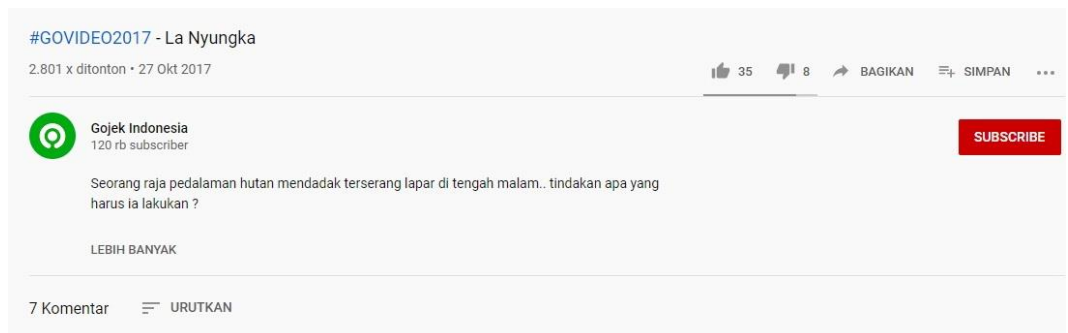 #GOVIDEO2017 - La Nyungka
2.801 x ditonton • 27 Okt 2017
35 8 BAGIKAN SIMPAN
Gojek Indonesia
120 rb subscriber
SUBSCRIBE
Seorang raja pedalaman hutan mendadak terserang lapar di tengah malam.. tindakan apa yang
harus ia lakukan ?
LEBIH BANYAK
7 Komentar URUTKAN